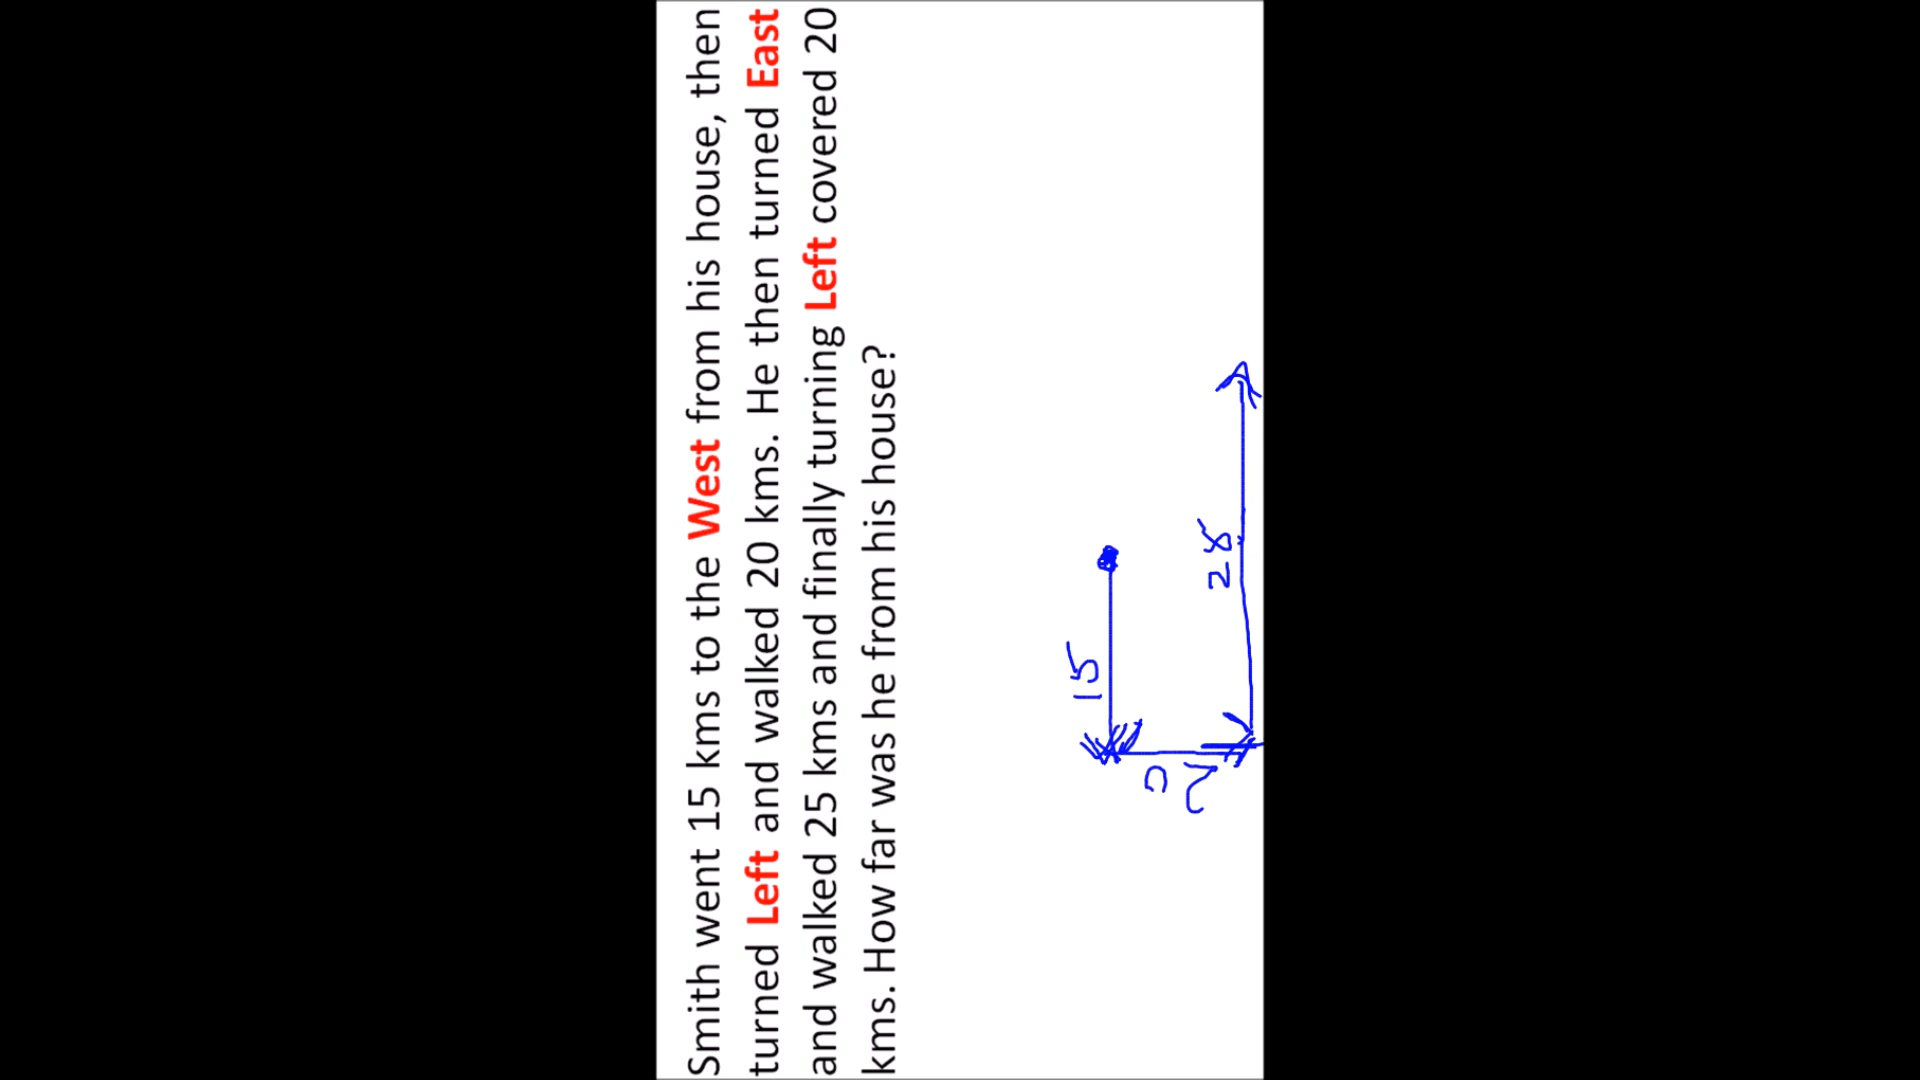 Smith went 15 kms to the West from his house, then
turned Left and walked 20 kms. He then turned East
and walked 25 kms and finally turning Left covered 20
kms. How far was he from his house?
15
20
28